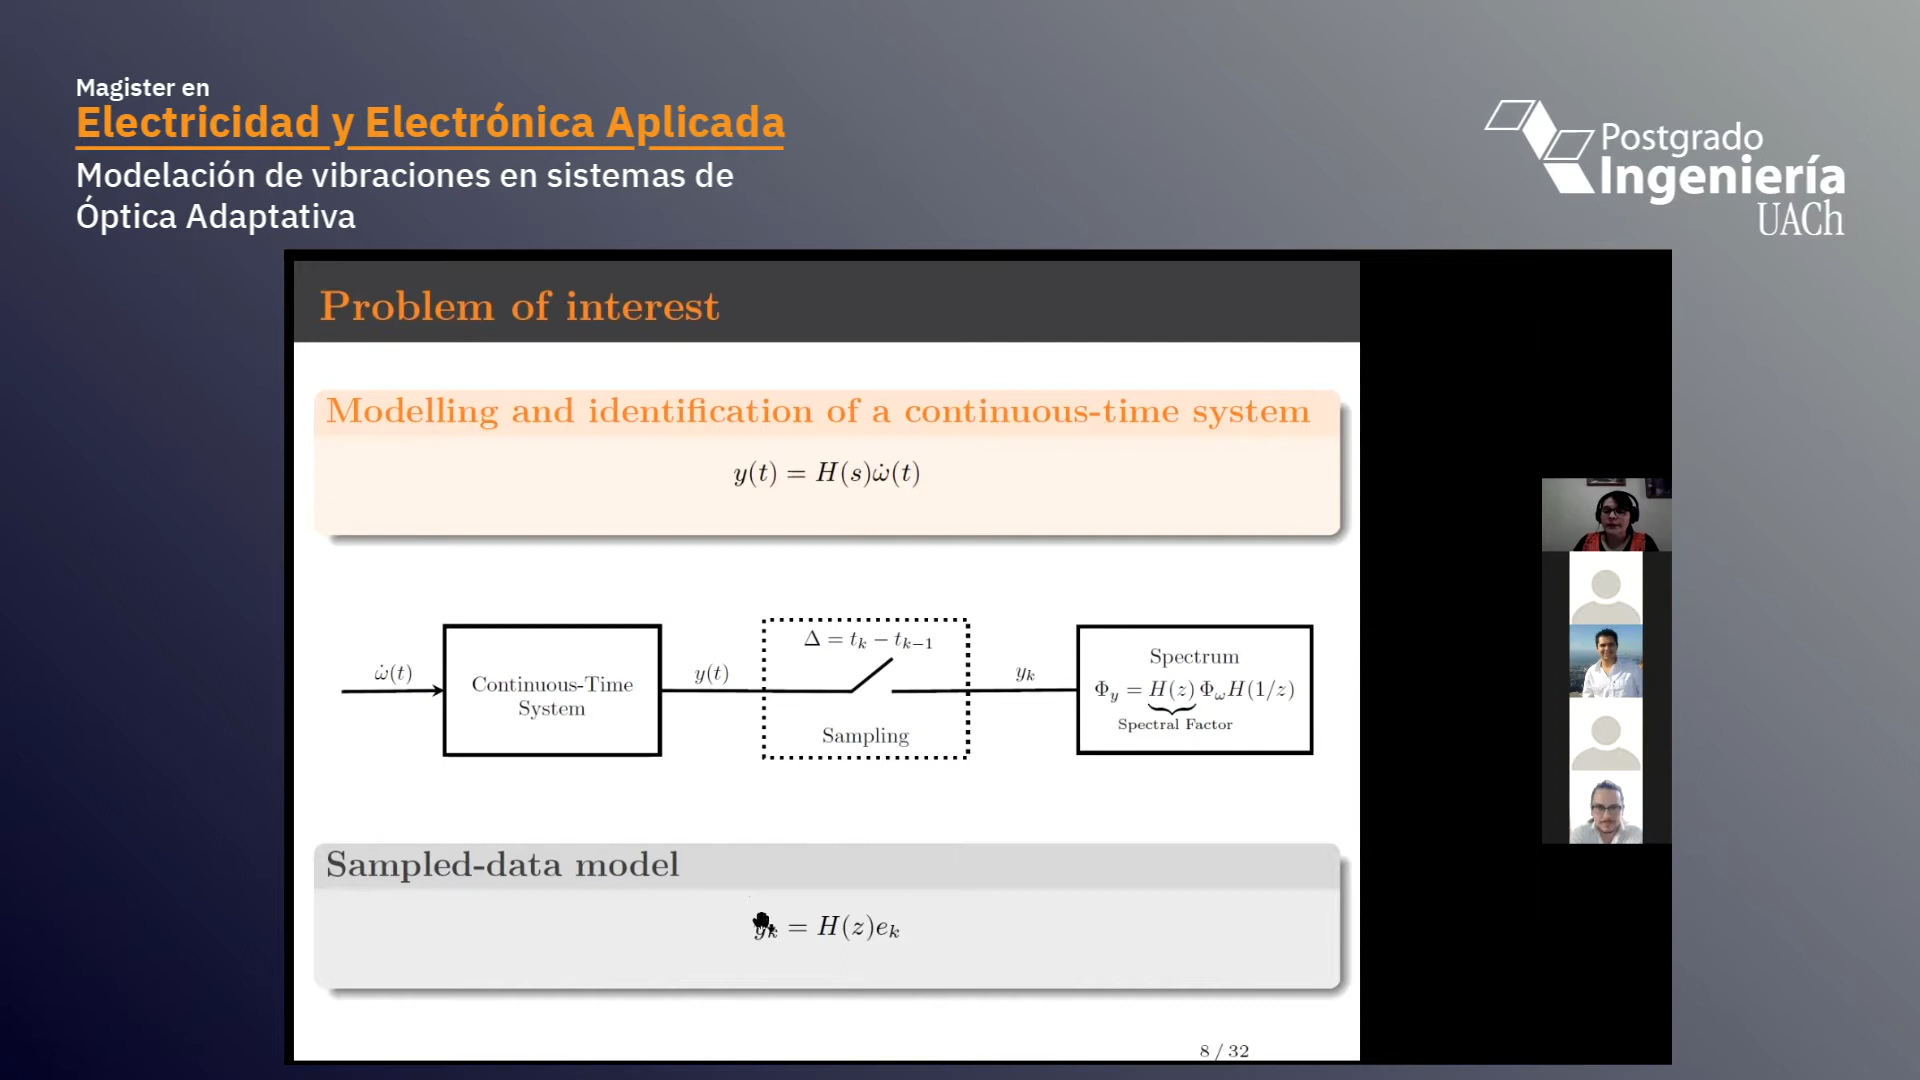 Magister en
Electricidad y Electrónica Aplicada
Modelación de vibraciones en sistemas de
Óptica Adaptativa
Postgrado
Ingeniería
UACh
Problem of interest
Modelling and identification of a continuous-time system
y(t) = H(s)ω̇(t)
ω̇(t)
Continuous-Time
System
y(t)
Δ = t_k − t_{k−1}
Sampling
y_k
Spectrum
Φ_y = H(z) Φ_ω H(1/z)
Spectral Factor
Sampled-data model
y_k = H(z)e_k
8 / 32